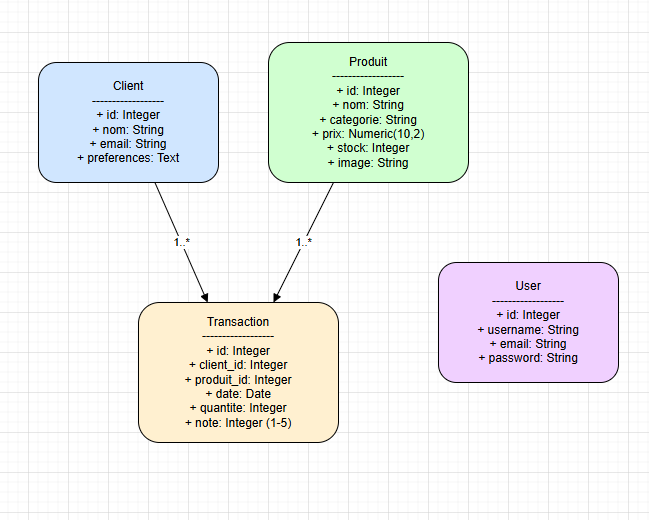 Client
------------------
+ id: Integer
+ nom: String
+ email: String
+ preferences: Text
Produit
------------------
+ id: Integer
+ nom: String
+ categorie: String
+ prix: Numeric(10,2)
+ stock: Integer
+ image: String
1..*
1..*
Transaction
------------------
+ id: Integer
+ client_id: Integer
+ produit_id: Integer
+ date: Date
+ quantite: Integer
+ note: Integer (1-5)
User
------------------
+ id: Integer
+ username: String
+ email: String
+ password: String